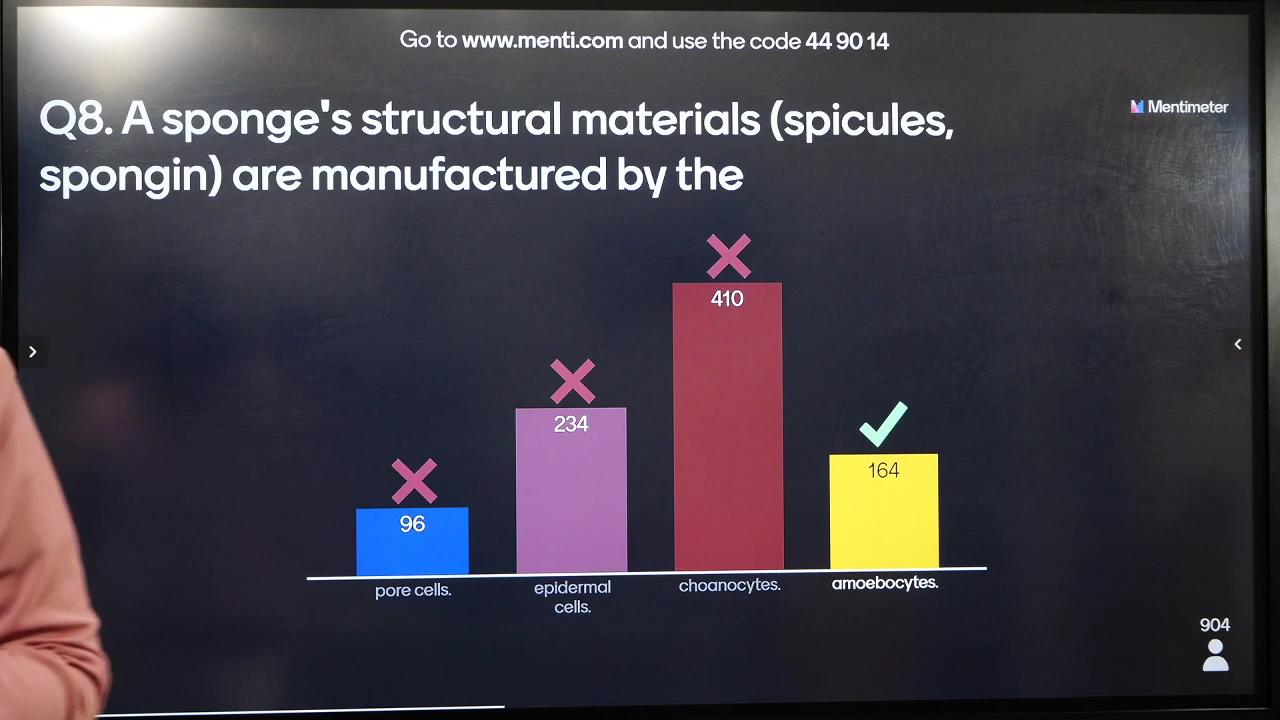 Go to www.menti.com and use the code 44 90 14
Mentimeter
Q8. A sponge's structural materials (spicules,
spongin) are manufactured by the
410
234
164
96
pore cells.
epidermal
cells.
choanocytes.
amoebocytes.
904